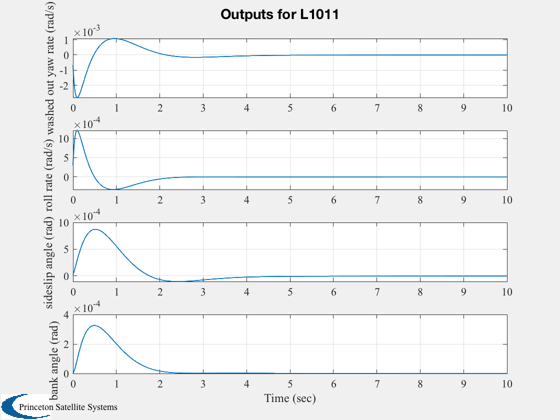 Outputs for L1011
×10⁻³
washed out yaw rate (rad/s)
1
0
-1
-2
0 1 2 3 4 5 6 7 8 9 10
×10⁻⁴
roll rate (rad/s)
10
5
0
0 1 2 3 4 5 6 7 8 9 10
×10⁻⁴
sideslip angle (rad)
10
5
0
0 1 2 3 4 5 6 7 8 9 10
×10⁻⁴
bank angle (rad)
4
2
0
0 1 2 3 4 5 6 7 8 9 10
Time (sec)
Princeton Satellite Systems